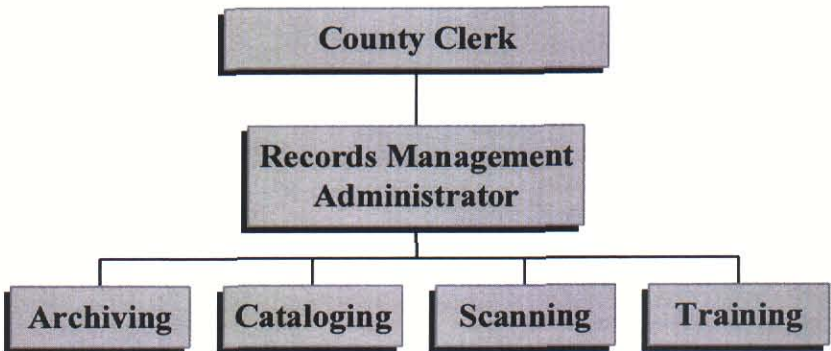 County Clerk
Records Management
Administrator
Archiving
Cataloging
Scanning
Training